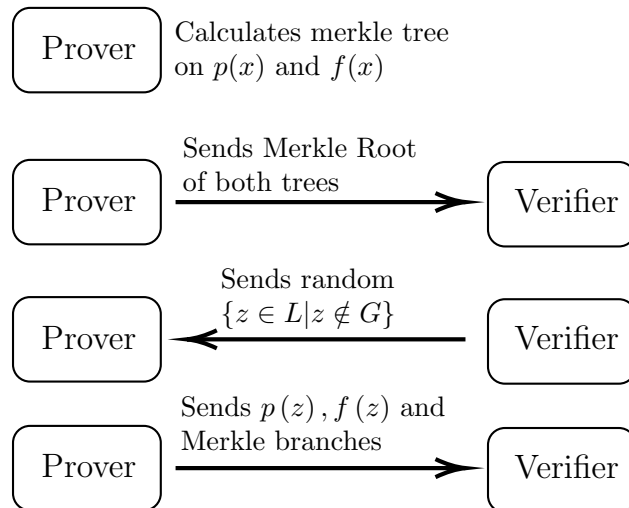 Prover
Calculates merkle tree
on p(x) and f(x)
Sends Merkle Root
of both trees
Prover
Verifier
Sends random
{z ∈ L|z ∉ G}
Prover
Verifier
Sends p (z) , f (z) and
Merkle branches
Prover
Verifier